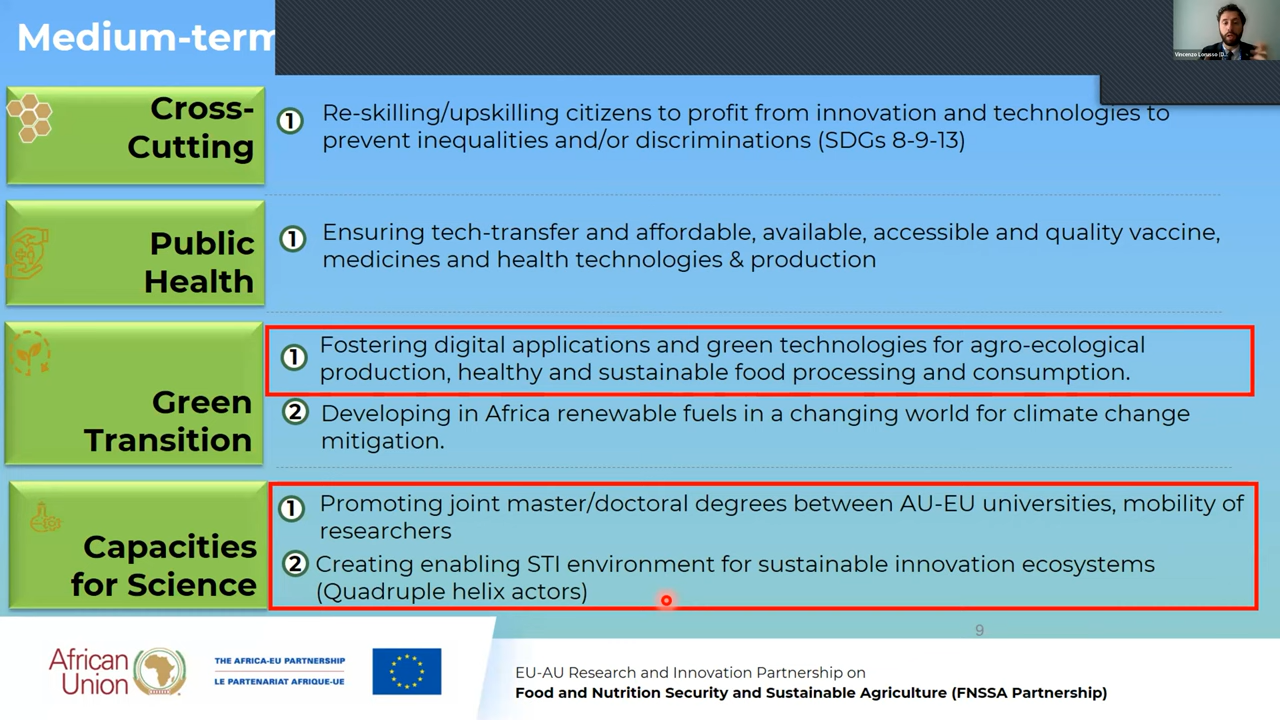 Medium-term
Vincenzo Lorusso
Cross-
Cutting
1
Re-skilling/upskilling citizens to profit from innovation and technologies to
prevent inequalities and/or discriminations (SDGs 8-9-13)
Public
Health
1
Ensuring tech-transfer and affordable, available, accessible and quality vaccine,
medicines and health technologies & production
Green
Transition
1
Fostering digital applications and green technologies for agro-ecological
production, healthy and sustainable food processing and consumption.
2
Developing in Africa renewable fuels in a changing world for climate change
mitigation.
Capacities
for Science
1
Promoting joint master/doctoral degrees between AU-EU universities, mobility of
researchers
2
Creating enabling STI environment for sustainable innovation ecosystems
(Quadruple helix actors)
9
African
Union
THE AFRICA-EU PARTNERSHIP
LE PARTENARIAT AFRIQUE-UE
EU-AU Research and Innovation Partnership on
Food and Nutrition Security and Sustainable Agriculture (FNSSA Partnership)